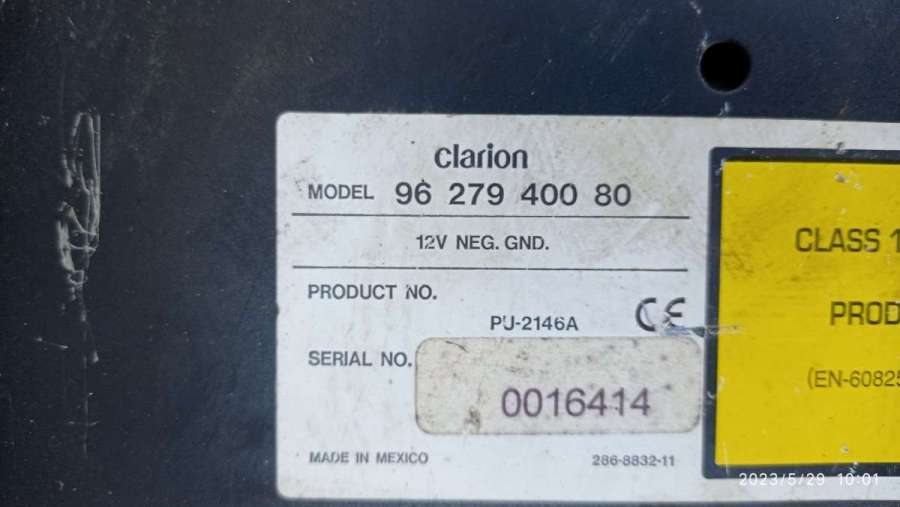 clarion
MODEL 96 279 400 80
12V NEG. GND.
PRODUCT NO.
PU-2146A
CE
SERIAL NO.
0016414
MADE IN MEXICO
286-8832-11
CLASS 1
PROD
(EN-60825
2023/5/29 10:01